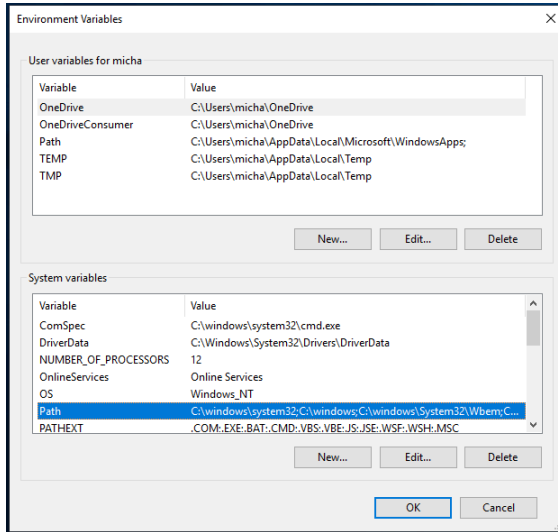 Environment Variables
User variables for micha
Variable Value
OneDrive C:\Users\micha\OneDrive
OneDriveConsumer C:\Users\micha\OneDrive
Path C:\Users\micha\AppData\Local\Microsoft\WindowsApps;
TEMP C:\Users\micha\AppData\Local\Temp
TMP C:\Users\micha\AppData\Local\Temp
New... Edit... Delete
System variables
Variable Value
ComSpec C:\windows\system32\cmd.exe
DriverData C:\Windows\System32\Drivers\DriverData
NUMBER_OF_PROCESSORS 12
OnlineServices Online Services
OS Windows_NT
Path C:\windows\system32;C:\windows;C:\windows\System32\Wbem;C...
PATHEXT .COM;.EXE;.BAT;.CMD;.VBS;.VBE;.JS;.JSE;.WSF;.WSH;.MSC
New... Edit... Delete
OK Cancel